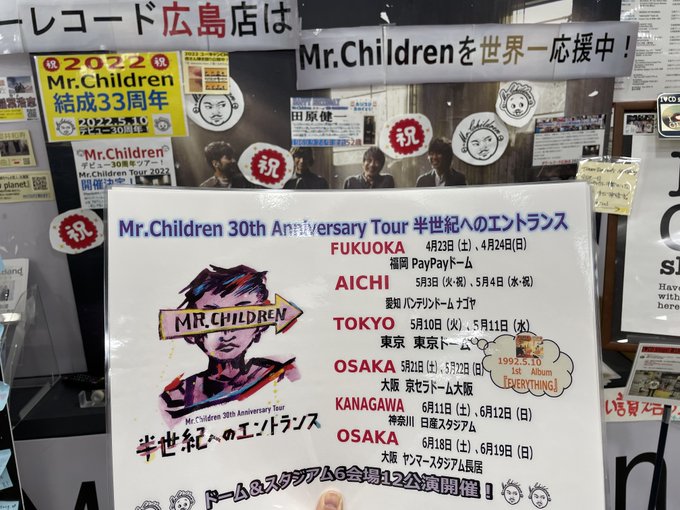 ーレコード広島店は
Mr.Childrenを世界一応援中！
祝 2022 祝
Mr.Children
結成33周年
2022.5.10
デビュー30周年
Mr.Children
デビュー30周年ツアー！
Mr.Children Tour 2022
開催決定！
田原健一
祝
祝
祝
Mr.Children 30th Anniversary Tour 半世紀へのエントランス
MR.CHILDREN
Mr.Children 30th Anniversary Tour
半世紀へのエントランス
FUKUOKA 4月23日（土）、4月24日(日)
福岡 PayPayドーム
AICHI 5月3日（火・祝）、5月4日（水・祝）
愛知 バンテリンドーム ナゴヤ
TOKYO 5月10日（火）、5月11日（水）
東京 東京ドーム
1992.5.10
1st Album
『EVERYTHING』
OSAKA 5月21日（土）、5月22日（日）
大阪 京セラドーム大阪
KANAGAWA 6月11日（土）、6月12日（日）
神奈川 日産スタジアム
OSAKA 6月18日（土）、6月19日（日）
大阪 ヤンマースタジアム長居
ドーム＆スタジアム6会場12公演開催！